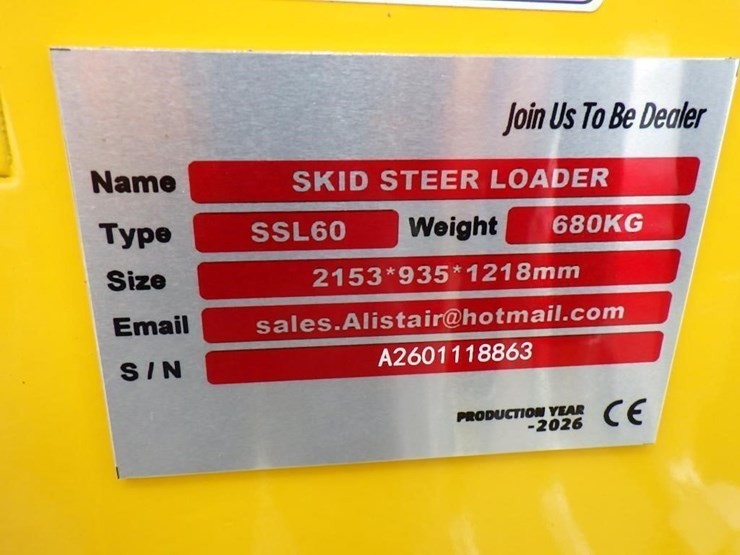 Join Us To Be Dealer
Name SKID STEER LOADER
Type SSL60 Weight 680KG
Size 2153*935*1218mm
Email sales.Alistair@hotmail.com
S/N A2601118863
PRODUCTION YEAR
-2026 CE